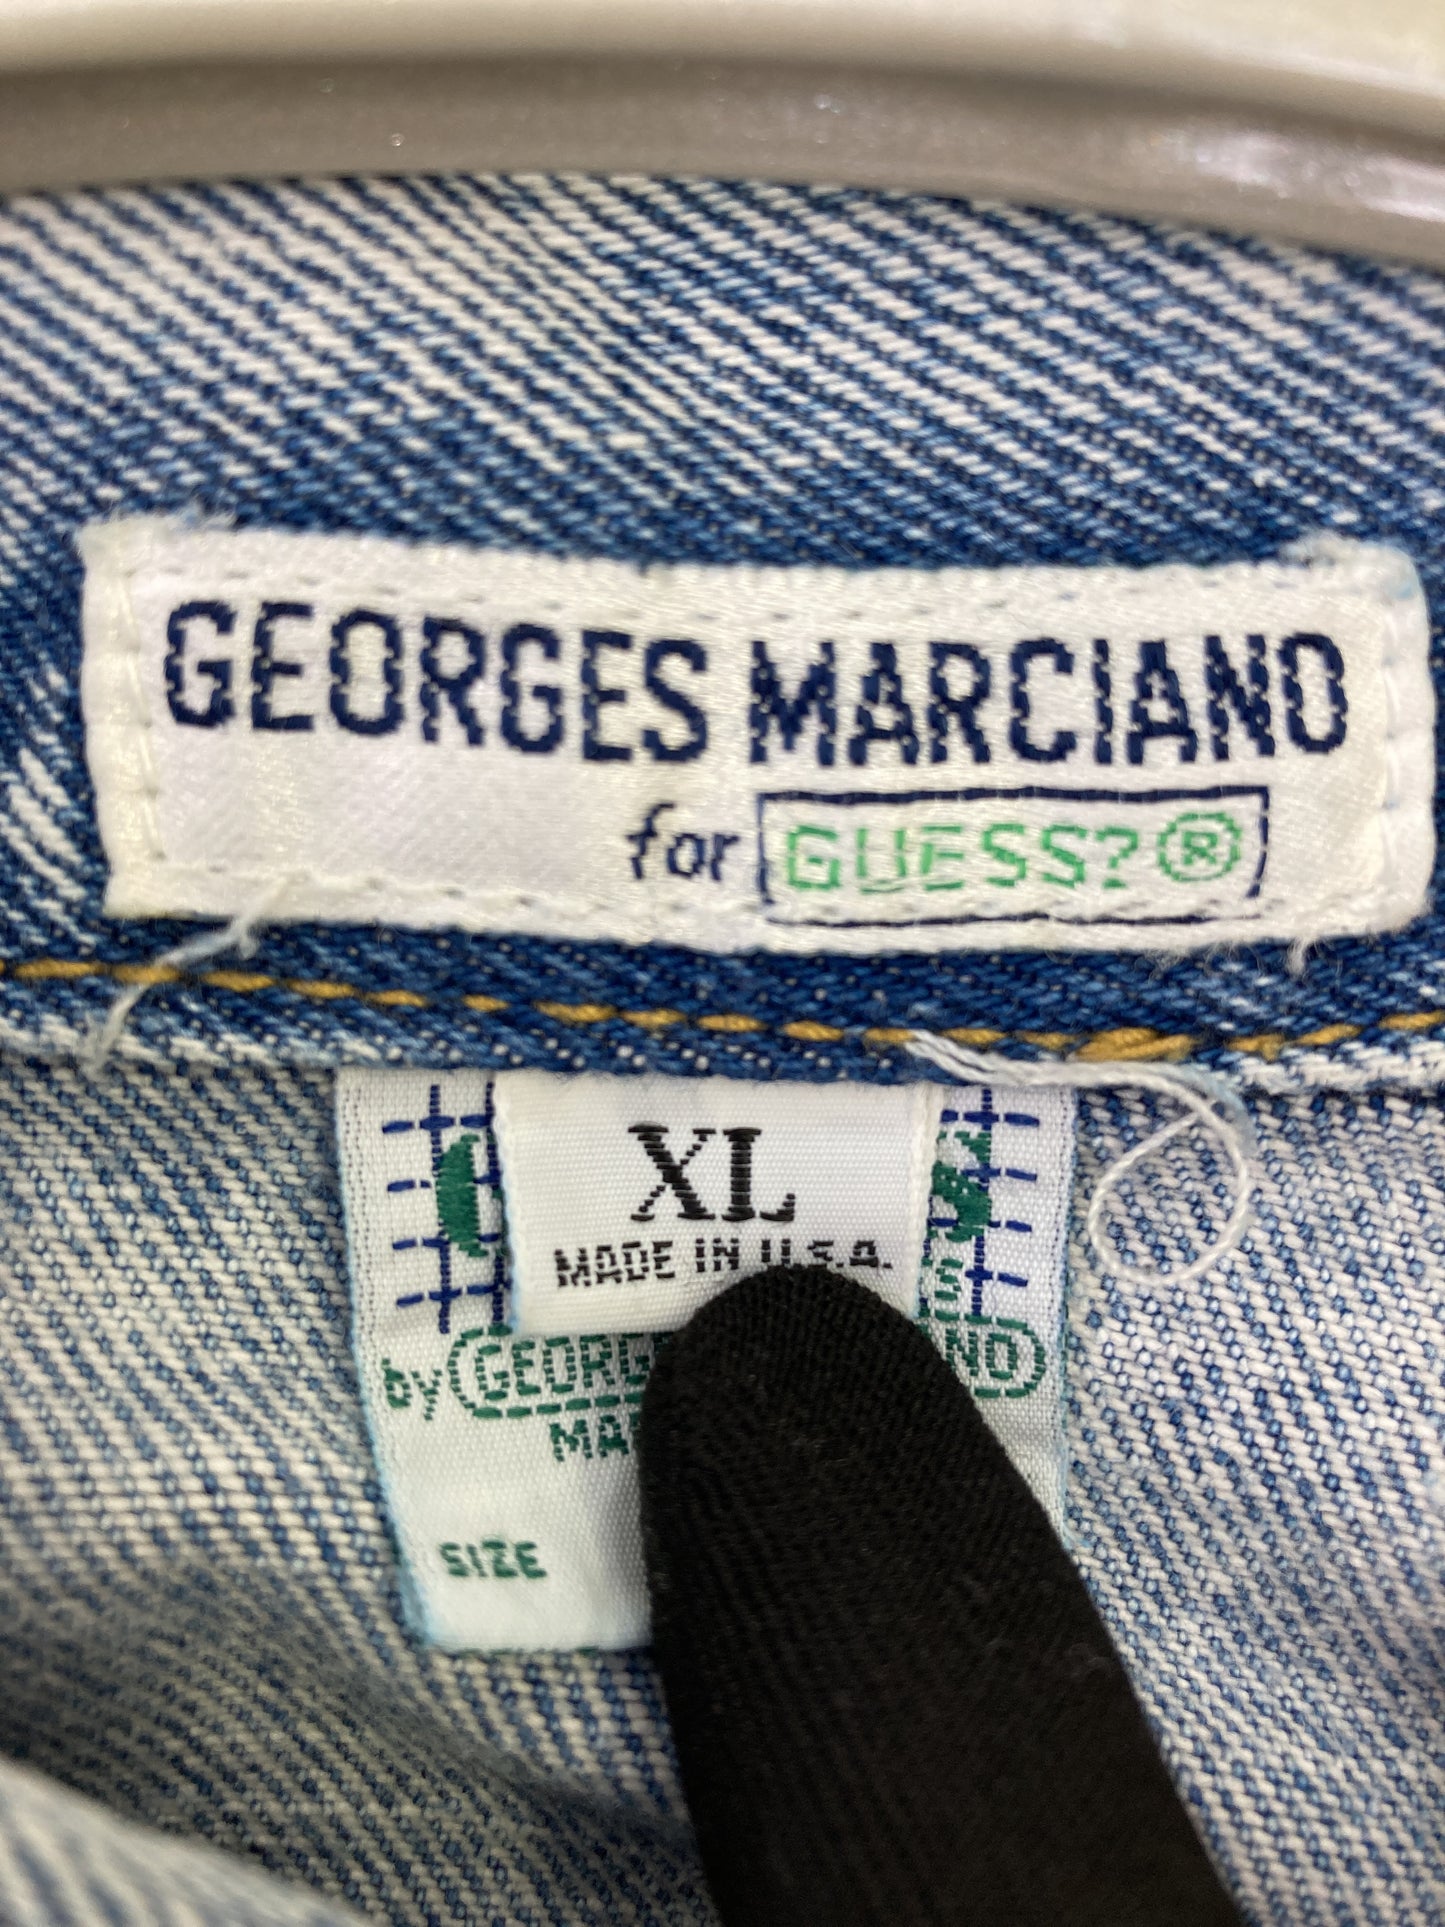 GEORGES MARCIANO
for GUESS?®
XL
MADE IN U.S.A.
by
SIZE